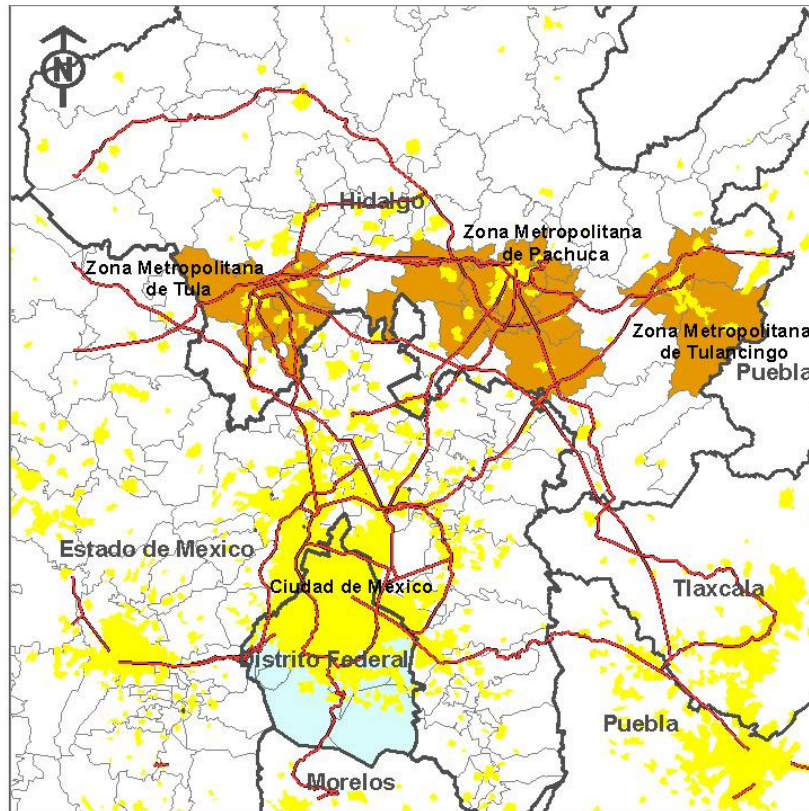 N
Hidalgo
Zona Metropolitana
de Pachuca
Zona Metropolitana
de Tula
Zona Metropolitana
de Tulancingo
Puebla
Estado de Mexico
Ciudad de México
Tlaxcala
Distrito Federal
Puebla
Morelos